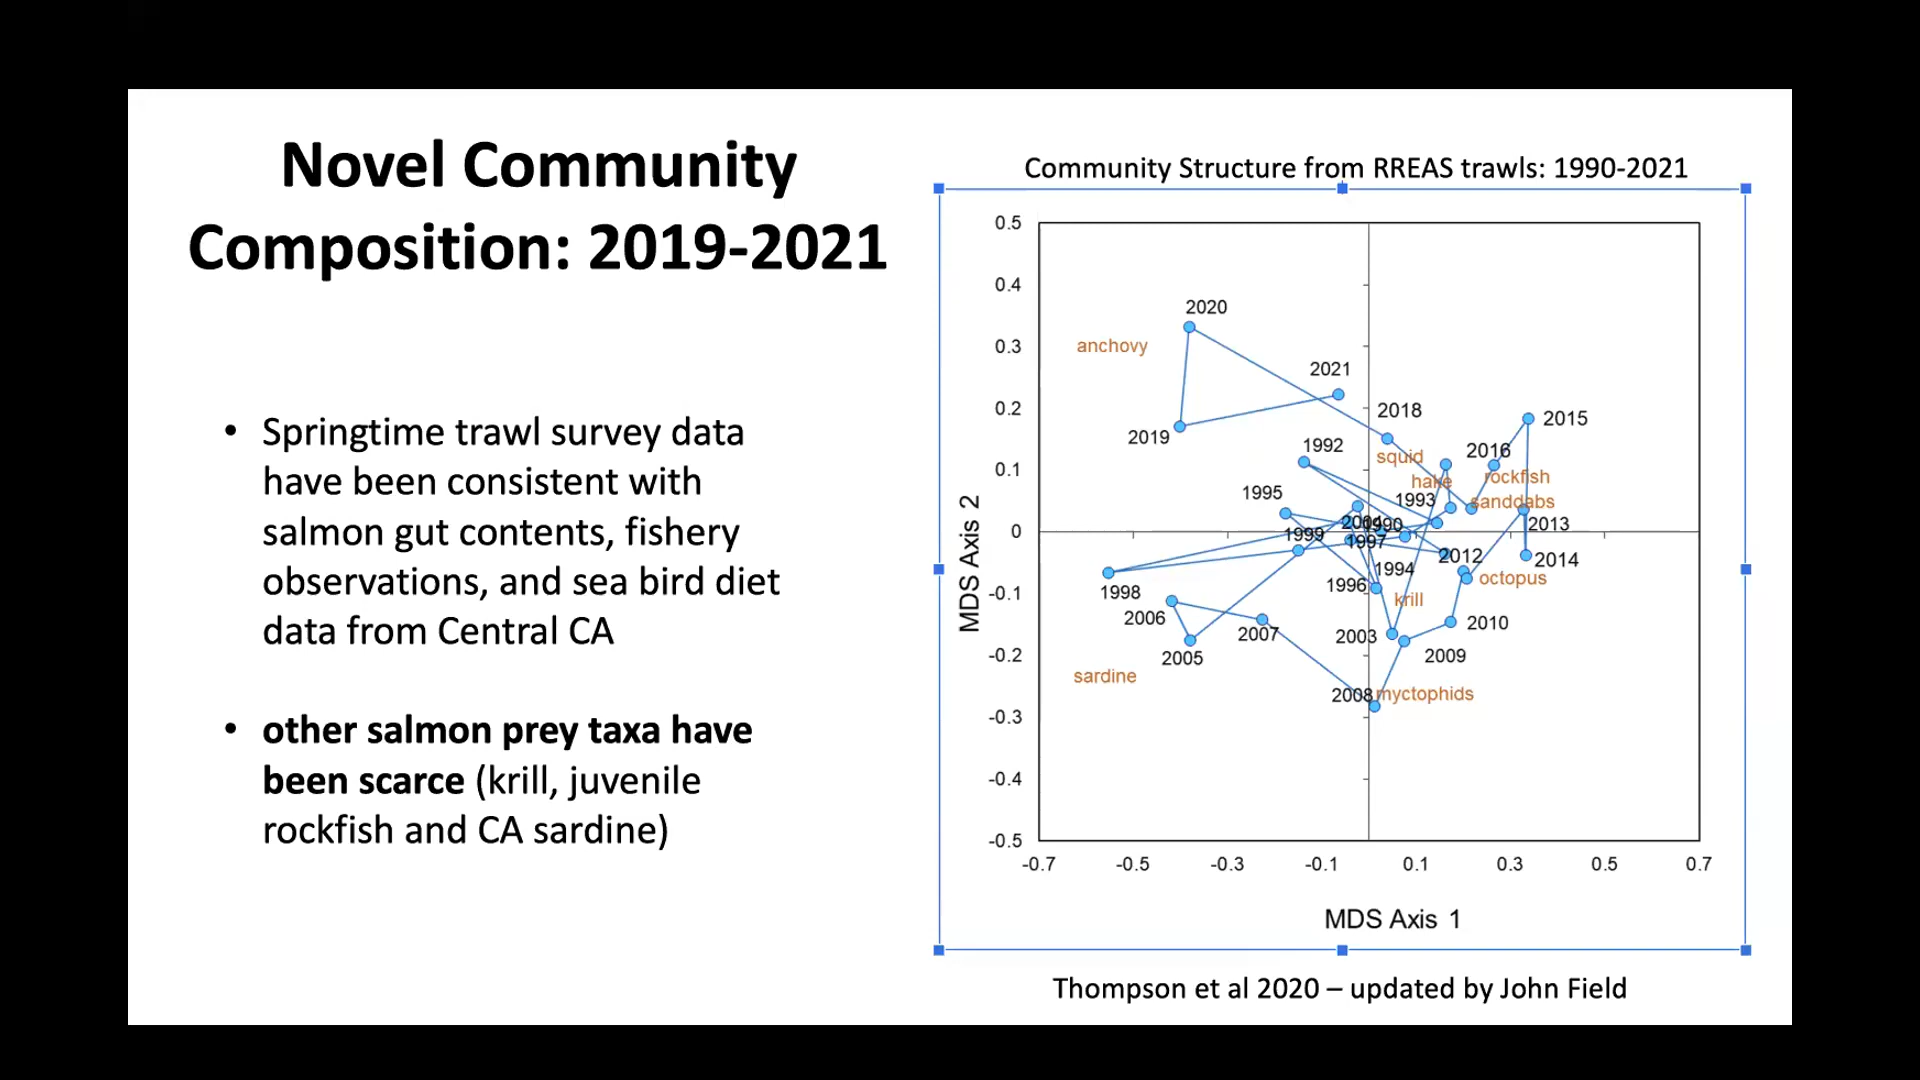 Novel Community
Composition: 2019-2021
• Springtime trawl survey data
have been consistent with
salmon gut contents, fishery
observations, and sea bird diet
data from Central CA
• other salmon prey taxa have
been scarce (krill, juvenile
rockfish and CA sardine)
Community Structure from RREAS trawls: 1990-2021
0.5
0.4
0.3
0.2
0.1
0
-0.1
-0.2
-0.3
-0.4
-0.5
MDS Axis 2
2020
anchovy
2021
2018
2015
2019
1992
squid
2016
hake
rockfish
1995
1993
sanddabs
2004
1990
2013
1999
1997
2012
2014
1994
octopus
1998
1996
krill
2006
2007
2003
2010
2005
2009
sardine
2008
myctophids
-0.7
-0.5
-0.3
-0.1
0.1
0.3
0.5
0.7
MDS Axis 1
Thompson et al 2020 – updated by John Field